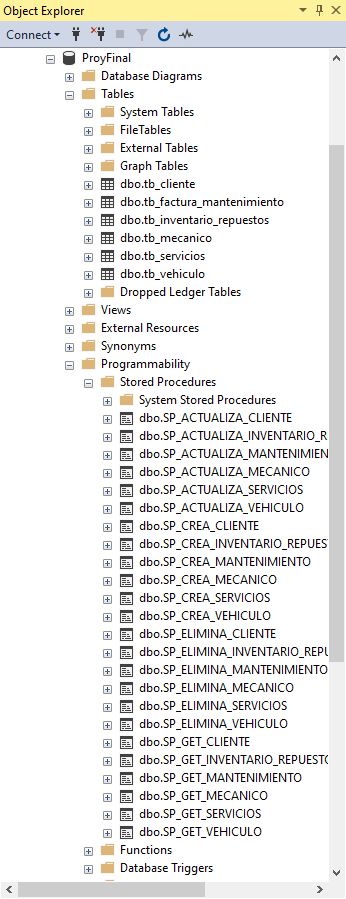 Object Explorer
Connect
ProyFinal
Database Diagrams
Tables
System Tables
FileTables
External Tables
Graph Tables
dbo.tb_cliente
dbo.tb_factura_mantenimiento
dbo.tb_inventario_repuestos
dbo.tb_mecanico
dbo.tb_servicios
dbo.tb_vehiculo
Dropped Ledger Tables
Views
External Resources
Synonyms
Programmability
Stored Procedures
System Stored Procedures
dbo.SP_ACTUALIZA_CLIENTE
dbo.SP_ACTUALIZA_INVENTARIO_R
dbo.SP_ACTUALIZA_MANTENIMIEN
dbo.SP_ACTUALIZA_MECANICO
dbo.SP_ACTUALIZA_SERVICIOS
dbo.SP_ACTUALIZA_VEHICULO
dbo.SP_CREA_CLIENTE
dbo.SP_CREA_INVENTARIO_REPUES
dbo.SP_CREA_MANTENIMIENTO
dbo.SP_CREA_MECANICO
dbo.SP_CREA_SERVICIOS
dbo.SP_CREA_VEHICULO
dbo.SP_ELIMINA_CLIENTE
dbo.SP_ELIMINA_INVENTARIO_REPU
dbo.SP_ELIMINA_MANTENIMIENTO
dbo.SP_ELIMINA_MECANICO
dbo.SP_ELIMINA_SERVICIOS
dbo.SP_ELIMINA_VEHICULO
dbo.SP_GET_CLIENTE
dbo.SP_GET_INVENTARIO_REPUESTO
dbo.SP_GET_MANTENIMIENTO
dbo.SP_GET_MECANICO
dbo.SP_GET_SERVICIOS
dbo.SP_GET_VEHICULO
Functions
Database Triggers